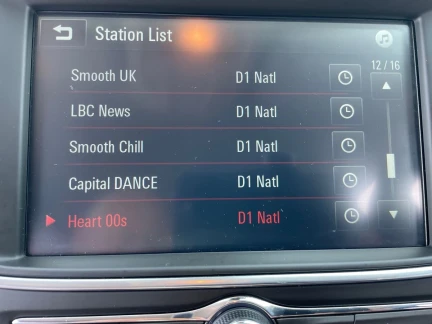 Station List
12/16
Smooth UK D1 Natl
LBC News D1 Natl
Smooth Chill D1 Natl
Capital DANCE D1 Natl
Heart 00s D1 Natl